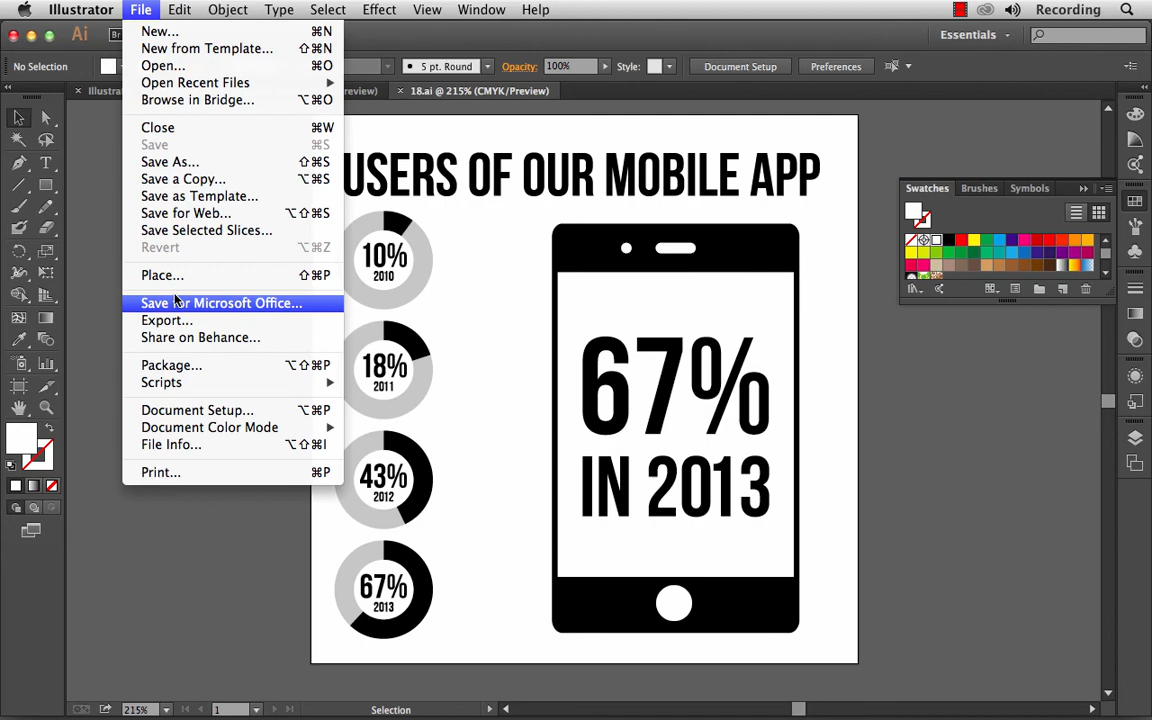 Illustrator File Edit Object Type Select Effect View Window Help Recording
Ai Br Essentials
No Selection 5 pt. Round Opacity: 100% Style: Document Setup Preferences
× Illustra review) × 18.ai @ 215% (CMYK/Preview)
New... ⌘N
New from Template... ⇧⌘N
Open... ⌘O
Open Recent Files
Browse in Bridge... ⌥⌘O
Close ⌘W
Save ⌘S
Save As... ⇧⌘S
Save a Copy... ⌥⌘S
Save as Template...
Save for Web... ⌥⇧⌘S
Save Selected Slices...
Revert ⌥⌘Z
Place... ⇧⌘P
Save for Microsoft Office...
Export...
Share on Behance...
Package... ⌥⇧⌘P
Scripts
Document Setup... ⌥⌘P
Document Color Mode
File Info... ⌥⇧⌘I
Print... ⌘P
USERS OF OUR MOBILE APP
10%
2010
18%
2011
43%
2012
67%
2013
67%
IN 2013
Swatches Brushes Symbols
215% 1 Selection